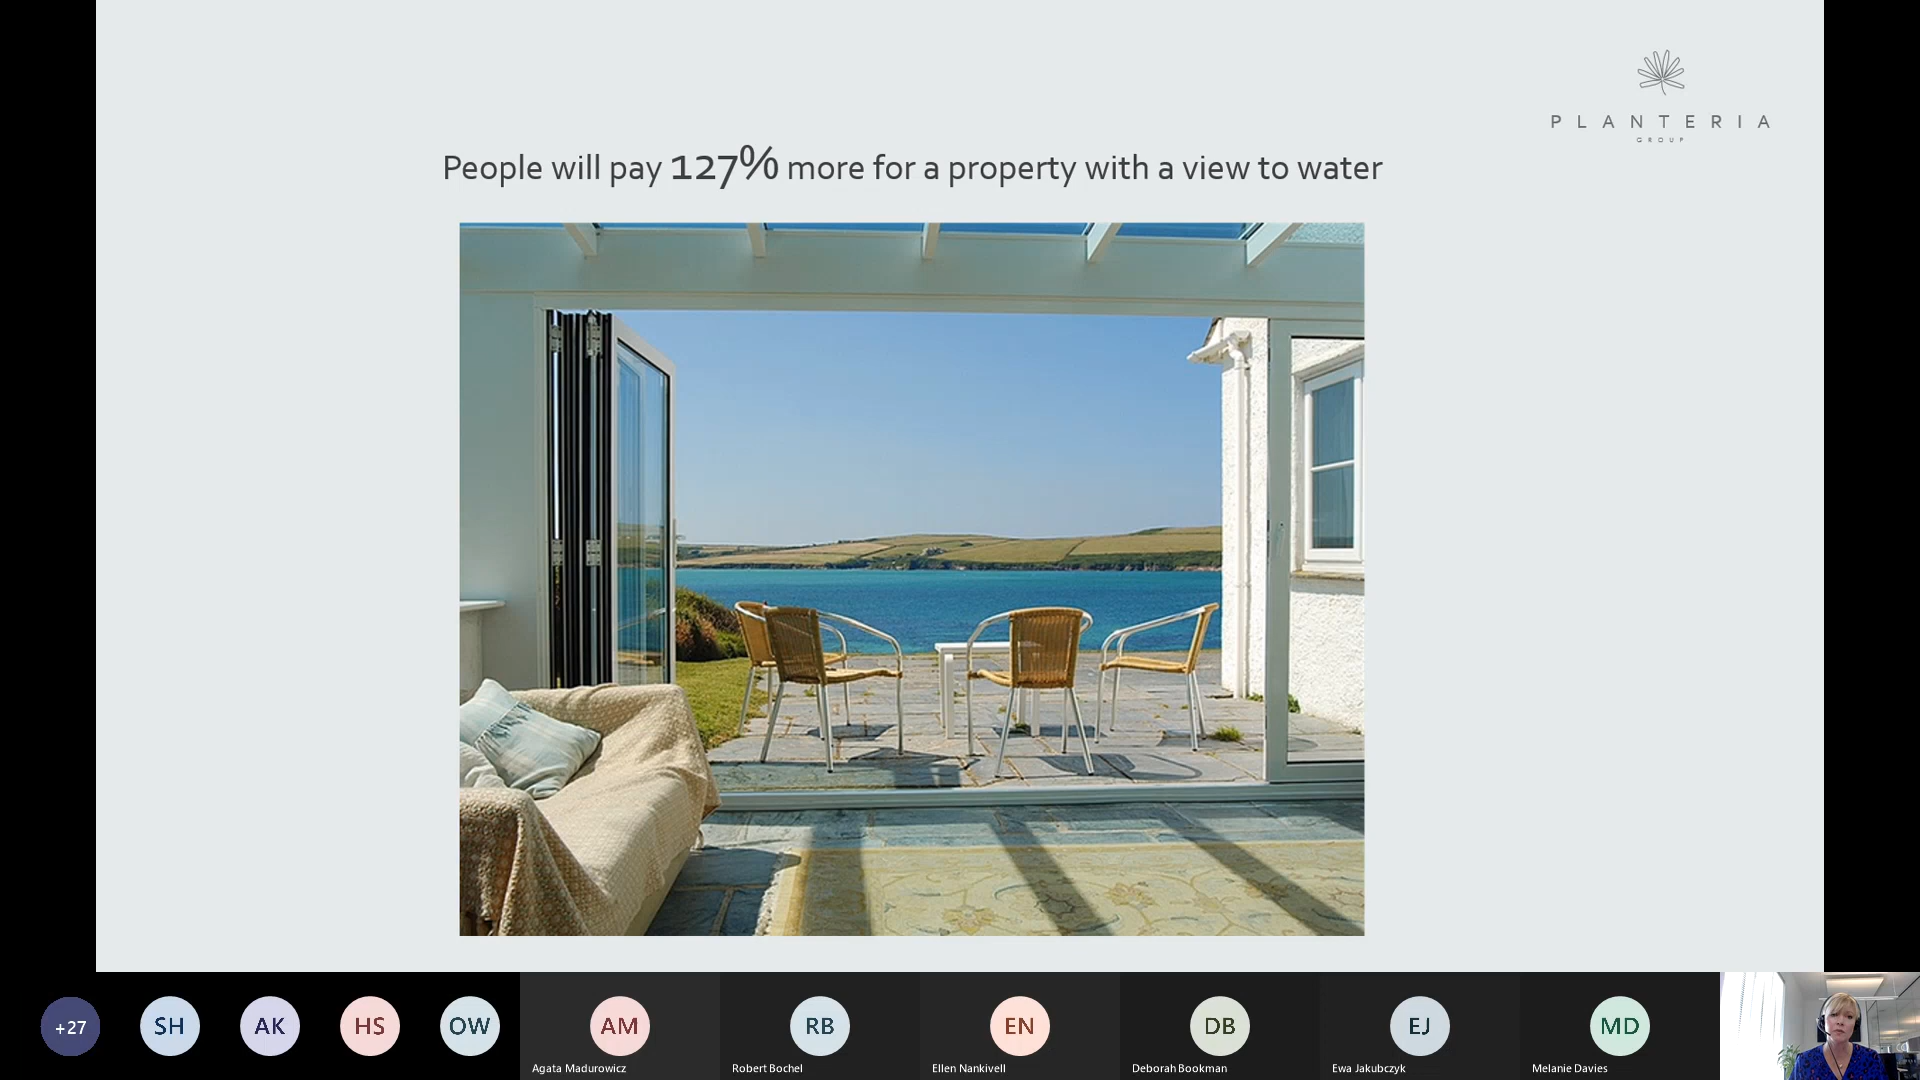 PLANTERIA
GROUP
People will pay 127% more for a property with a view to water
+27
SH
AK
HS
OW
AM
RB
EN
DB
EJ
MD
Agata Madurowicz
Robert Bochel
Ellen Nankivell
Deborah Bookman
Ewa Jakubczyk
Melanie Davies